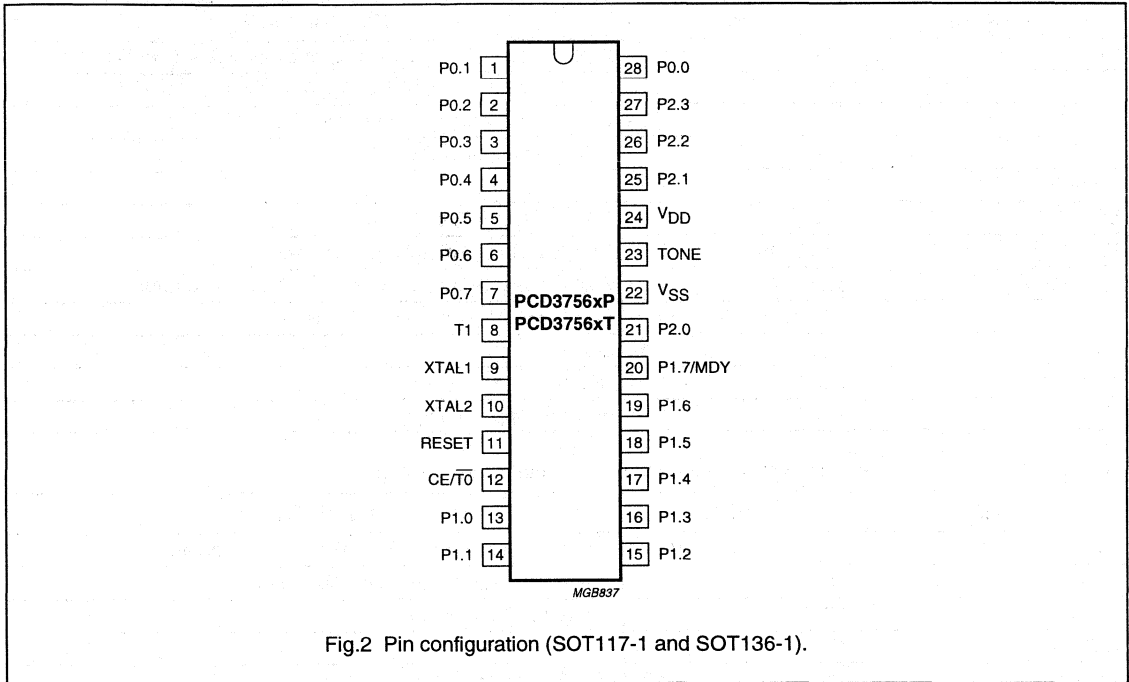 P0.1 1 28 P0.0
P0.2 2 27 P2.3
P0.3 3 26 P2.2
P0.4 4 25 P2.1
P0.5 5 24 VDD
P0.6 6 23 TONE
P0.7 7 22 VSS
PCD3756xP
T1 8 PCD3756xT 21 P2.0
XTAL1 9 20 P1.7/MDY
XTAL2 10 19 P1.6
RESET 11 18 P1.5
CE/T̅0̅ 12 17 P1.4
P1.0 13 16 P1.3
P1.1 14 15 P1.2
MGB837
Fig.2 Pin configuration (SOT117-1 and SOT136-1).